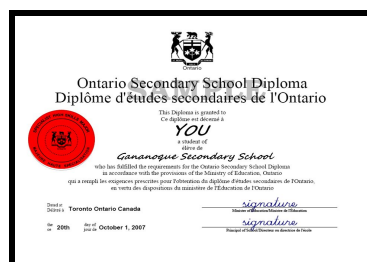 Ontario
SAMPLE
Ontario Secondary School Diploma
Diplôme d'études secondaires de l'Ontario
This Diploma is granted to
Ce diplôme est décerné à
YOU
a student of
élève de
Gananoque Secondary School
who has fulfilled the requirements for the Ontario Secondary School Diploma
in accordance with the provisions of the Ministry of Education, Ontario
qui a rempli les exigences prescrites pour l'obtention du diplôme d'études secondaires de l'Ontario,
en vertu des dispositions du ministère de l'Éducation de l'Ontario
Dated at
Délivré à Toronto Ontario Canada
signature
Minister of Education/Ministre de l'Éducation
the 20th day of October 1, 2007
ce jour de
signature
Principal of School/Directeur ou directrice de l'école